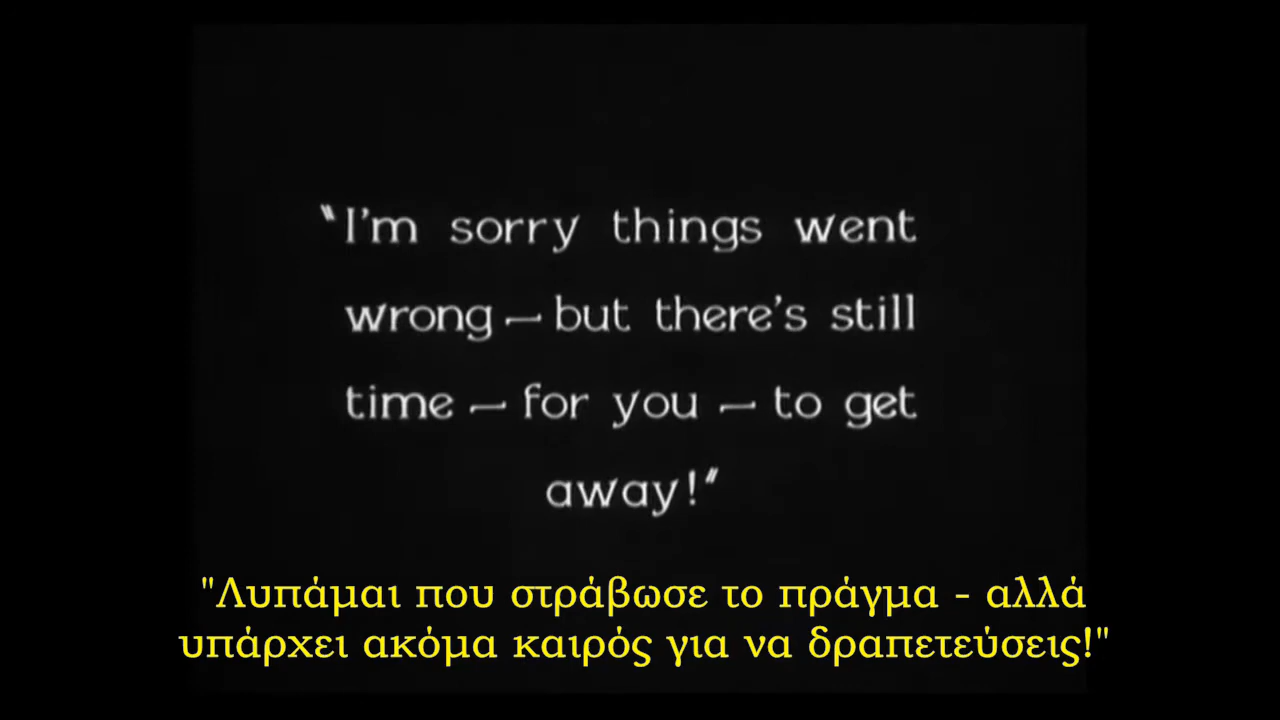 "I'm sorry things went
wrong — but there's still
time — for you — to get
away!"
"Λυπάμαι που στράβωσε το πράγμα - αλλά
υπάρχει ακόμα καιρός για να δραπετεύσεις!"